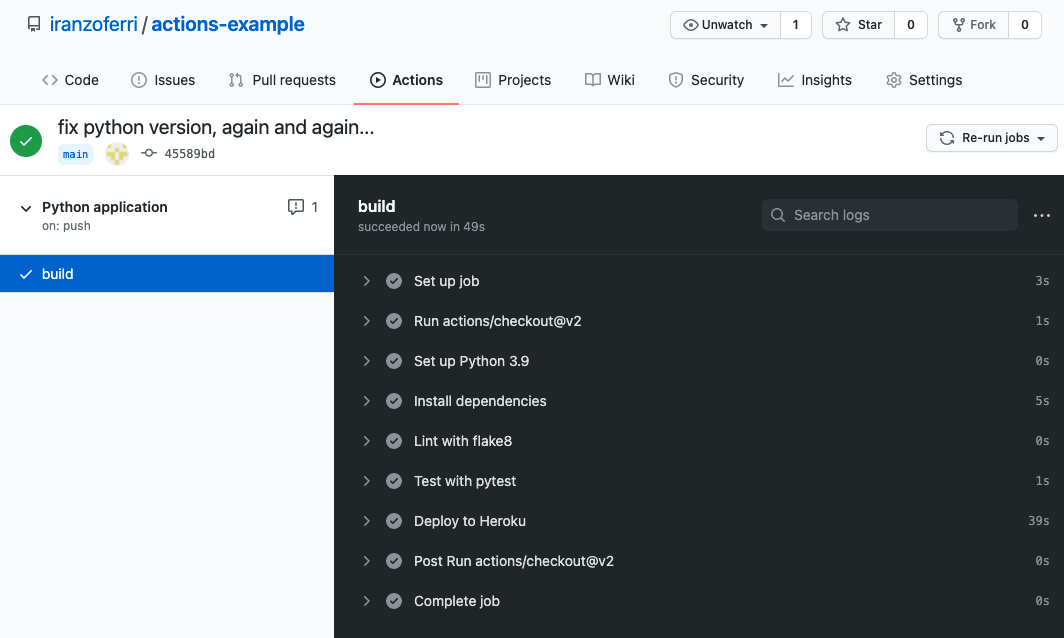 iranzoferri / actions-example
Unwatch 1 Star 0 Fork 0
Code Issues Pull requests Actions Projects Wiki Security Insights Settings
fix python version, again and again...
main 45589bd
Re-run jobs
Python application 1
on: push
build
build
succeeded now in 49s
Search logs
Set up job 3s
Run actions/checkout@v2 1s
Set up Python 3.9 0s
Install dependencies 5s
Lint with flake8 0s
Test with pytest 1s
Deploy to Heroku 39s
Post Run actions/checkout@v2 0s
Complete job 0s